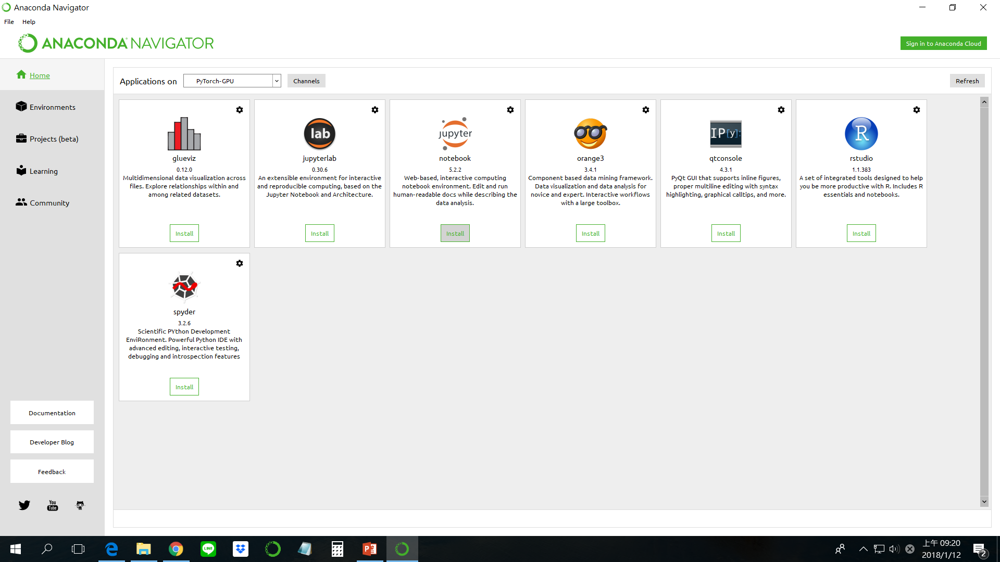 Anaconda Navigator
File Help
ANACONDA NAVIGATOR
Sign in to Anaconda Cloud
Home
Environments
Projects (beta)
Learning
Community
Documentation
Developer Blog
Feedback
You
Tube
Applications on PyTorch-GPU Channels Refresh
glueviz
0.12.0
Multidimensional data visualization across
files. Explore relationships within and
among related datasets.
Install
lab
jupyterlab
0.30.6
An extensible environment for interactive
and reproducible computing, based on the
Jupyter Notebook and Architecture.
Install
jupyter
notebook
5.2.2
Web-based, interactive computing
notebook environment. Edit and run
human-readable docs while describing the
data analysis.
Install
orange3
3.4.1
Component based data mining framework.
Data visualization and data analysis for
novice and expert. Interactive workflows
with a large toolbox.
Install
IP[y]:
qtconsole
4.3.1
PyQt GUI that supports inline figures,
proper multiline editing with syntax
highlighting, graphical calltips, and more.
Install
R
rstudio
1.1.383
A set of integrated tools designed to help
you be more productive with R. Includes R
essentials and notebooks.
Install
spyder
3.2.6
Scientific PYthon Development
EnviRonment. Powerful Python IDE with
advanced editing, interactive testing,
debugging and introspection features
Install
LINE
P
上午 09:20
2018/1/12
2